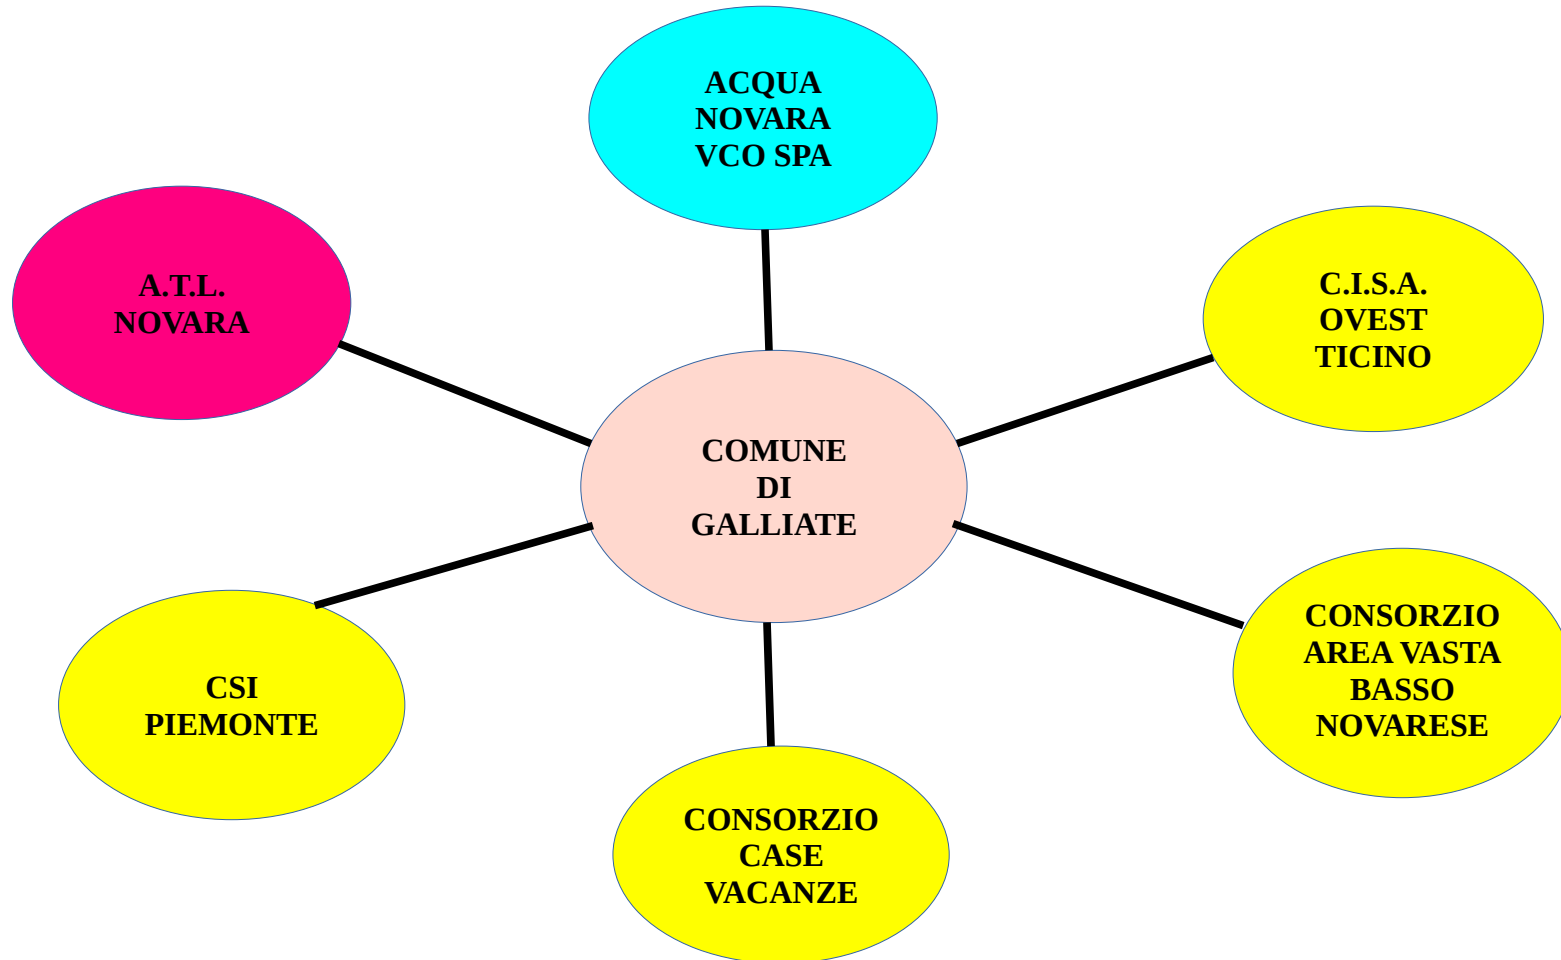 ACQUA
NOVARA
VCO SPA
A.T.L.
NOVARA
C.I.S.A.
OVEST
TICINO
COMUNE
DI
GALLIATE
CSI
PIEMONTE
CONSORZIO
AREA VASTA
BASSO
NOVARESE
CONSORZIO
CASE
VACANZE